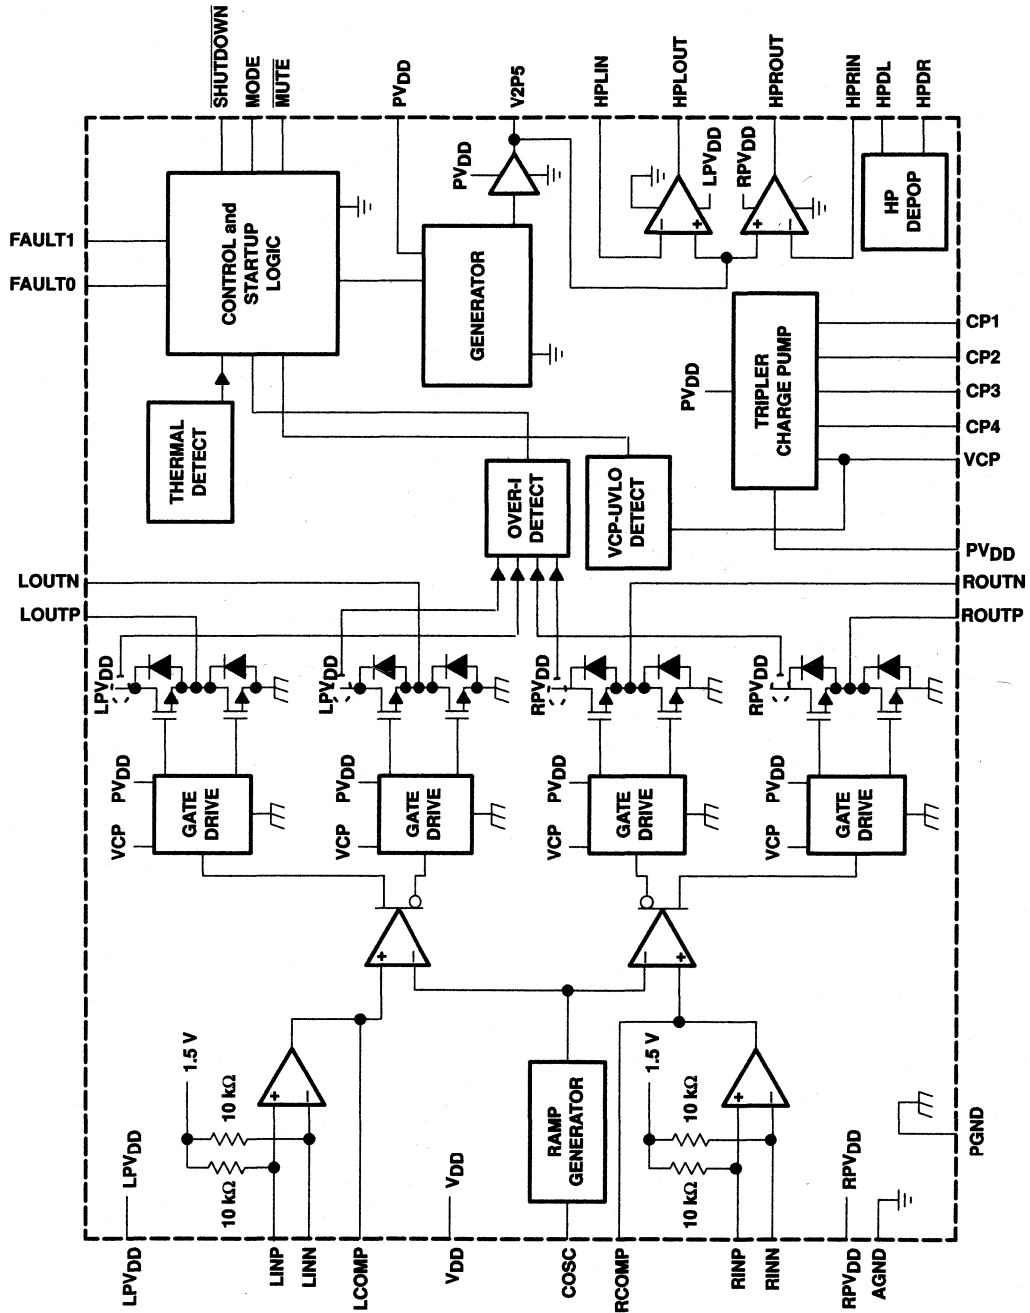 SHUTDOWN
MODE
MUTE
PVDD
V2P5
HPLIN
HPLOUT
HPROUT
HPRIN
HPDL
HPDR
FAULT1
FAULT0
CONTROL and
STARTUP
LOGIC
GENERATOR
PVDD
LPVDD
RPVDD
HP
DEPOP
THERMAL
DETECT
OVER-I
DETECT
VCP-UVLO
DETECT
PVDD
TRIPLER
CHARGE PUMP
CP1
CP2
CP3
CP4
VCP
PVDD
LOUTN
LOUTP
ROUTN
ROUTP
LPVDD
LPVDD
RPVDD
RPVDD
PVDD
VCP
GATE
DRIVE
PVDD
VCP
GATE
DRIVE
PVDD
VCP
GATE
DRIVE
PVDD
VCP
GATE
DRIVE
+
−
−
+
1.5 V
10 kΩ
10 kΩ
+
−
RAMP
GENERATOR
1.5 V
10 kΩ
10 kΩ
+
−
LPVDD
VDD
RPVDD
PGND
LPVDD
LINP
LINN
LCOMP
VDD
COSC
RCOMP
RINP
RINN
RPVDD
AGND